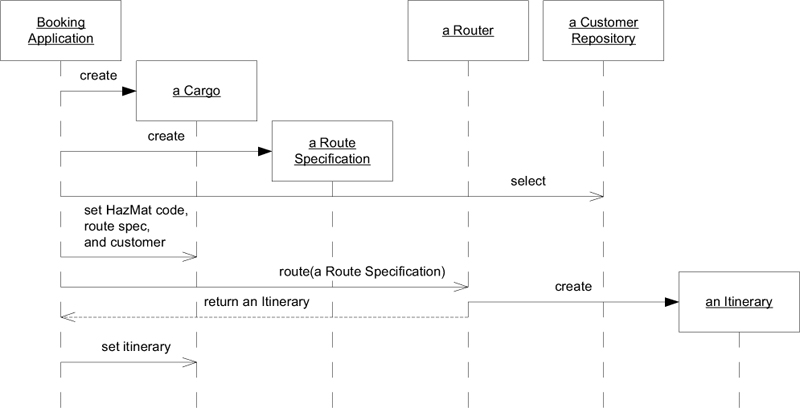 Booking
Application
a Router
a Customer
Repository
create
a Cargo
create
a Route
Specification
select
set HazMat code,
route spec,
and customer
route(a Route Specification)
create
return an Itinerary
an Itinerary
set itinerary